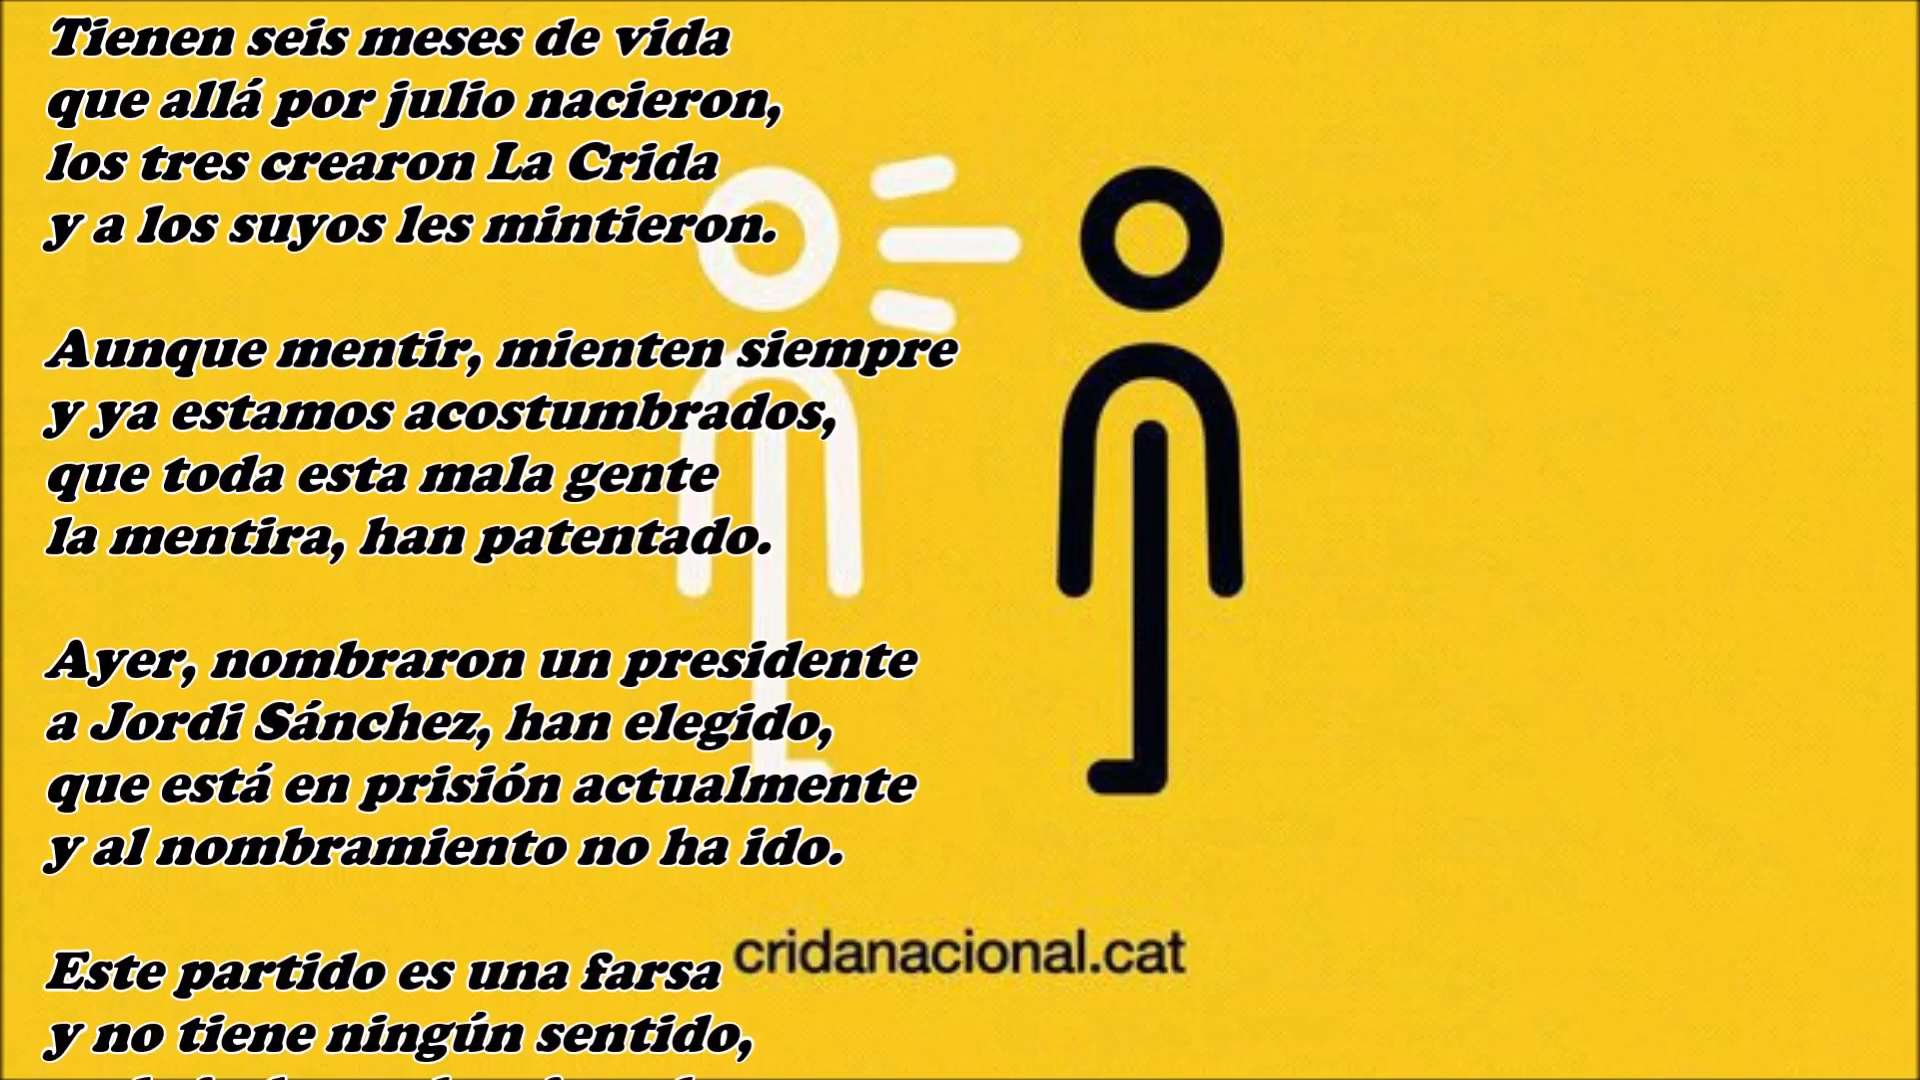 Tienen seis meses de vida
que allá por julio nacieron,
los tres crearon La Crida
y a los suyos les mintieron.
Aunque mentir, mienten siempre
y ya estamos acostumbrados,
que toda esta mala gente
la mentira, han patentado.
Ayer, nombraron un presidente
a Jordi Sánchez, han elegido,
que está en prisión actualmente
y al nombramiento no ha ido.
cridanacional.cat
Este partido es una farsa
y no tiene ningún sentido,